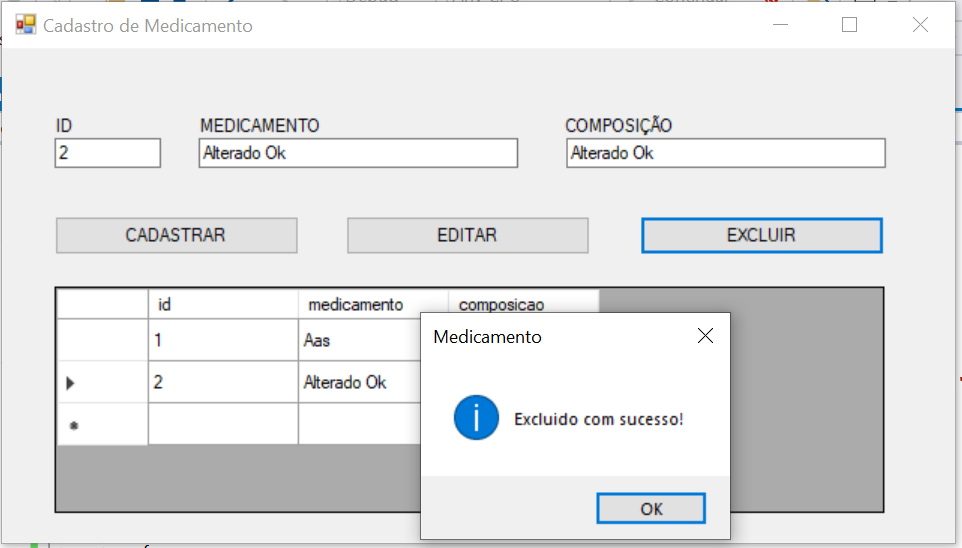 Cadastro de Medicamento
ID MEDICAMENTO COMPOSIÇÃO
2 Alterado Ok Alterado Ok
CADASTRAR EDITAR EXCLUIR
id medicamento composicao
1 Aas
2 Alterado Ok
Medicamento
Excluido com sucesso!
OK